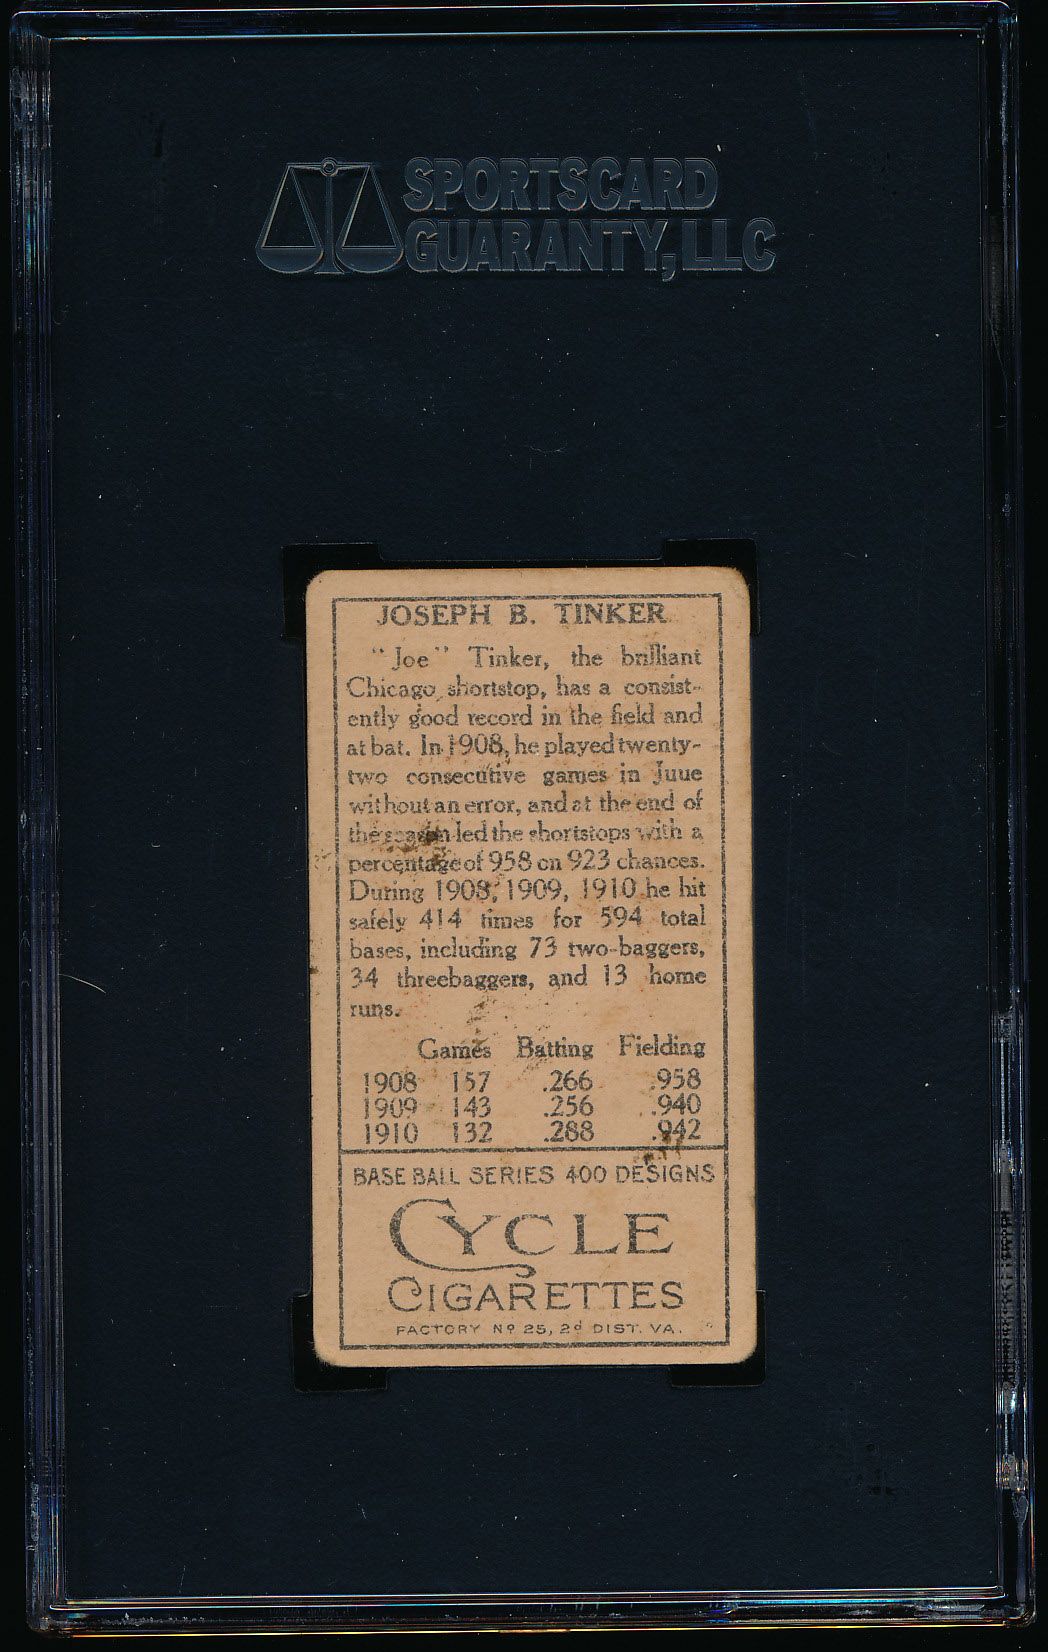 SPORTSCARD
GUARANTY, LLC
JOSEPH B. TINKER
"Joe" Tinker, the brilliant
Chicago shortstop, has a consist-
ently good record in the field and
at bat. In 1908, he played twenty-
two consecutive games in Juue
without an error, and at the end of
the season led the shortstops with a
percentage of 958 on 923 chances.
During 1908, 1909, 1910 he hit
safely 414 times for 594 total
bases, including 73 two-baggers,
34 threebaggers, and 13 home
runs.
Games Batting Fielding
1908 157 .266 .958
1909 143 .256 .940
1910 132 .288 .942
BASE BALL SERIES 400 DESIGNS
CYCLE
CIGARETTES
FACTORY Nº 25, 2d DIST. VA.